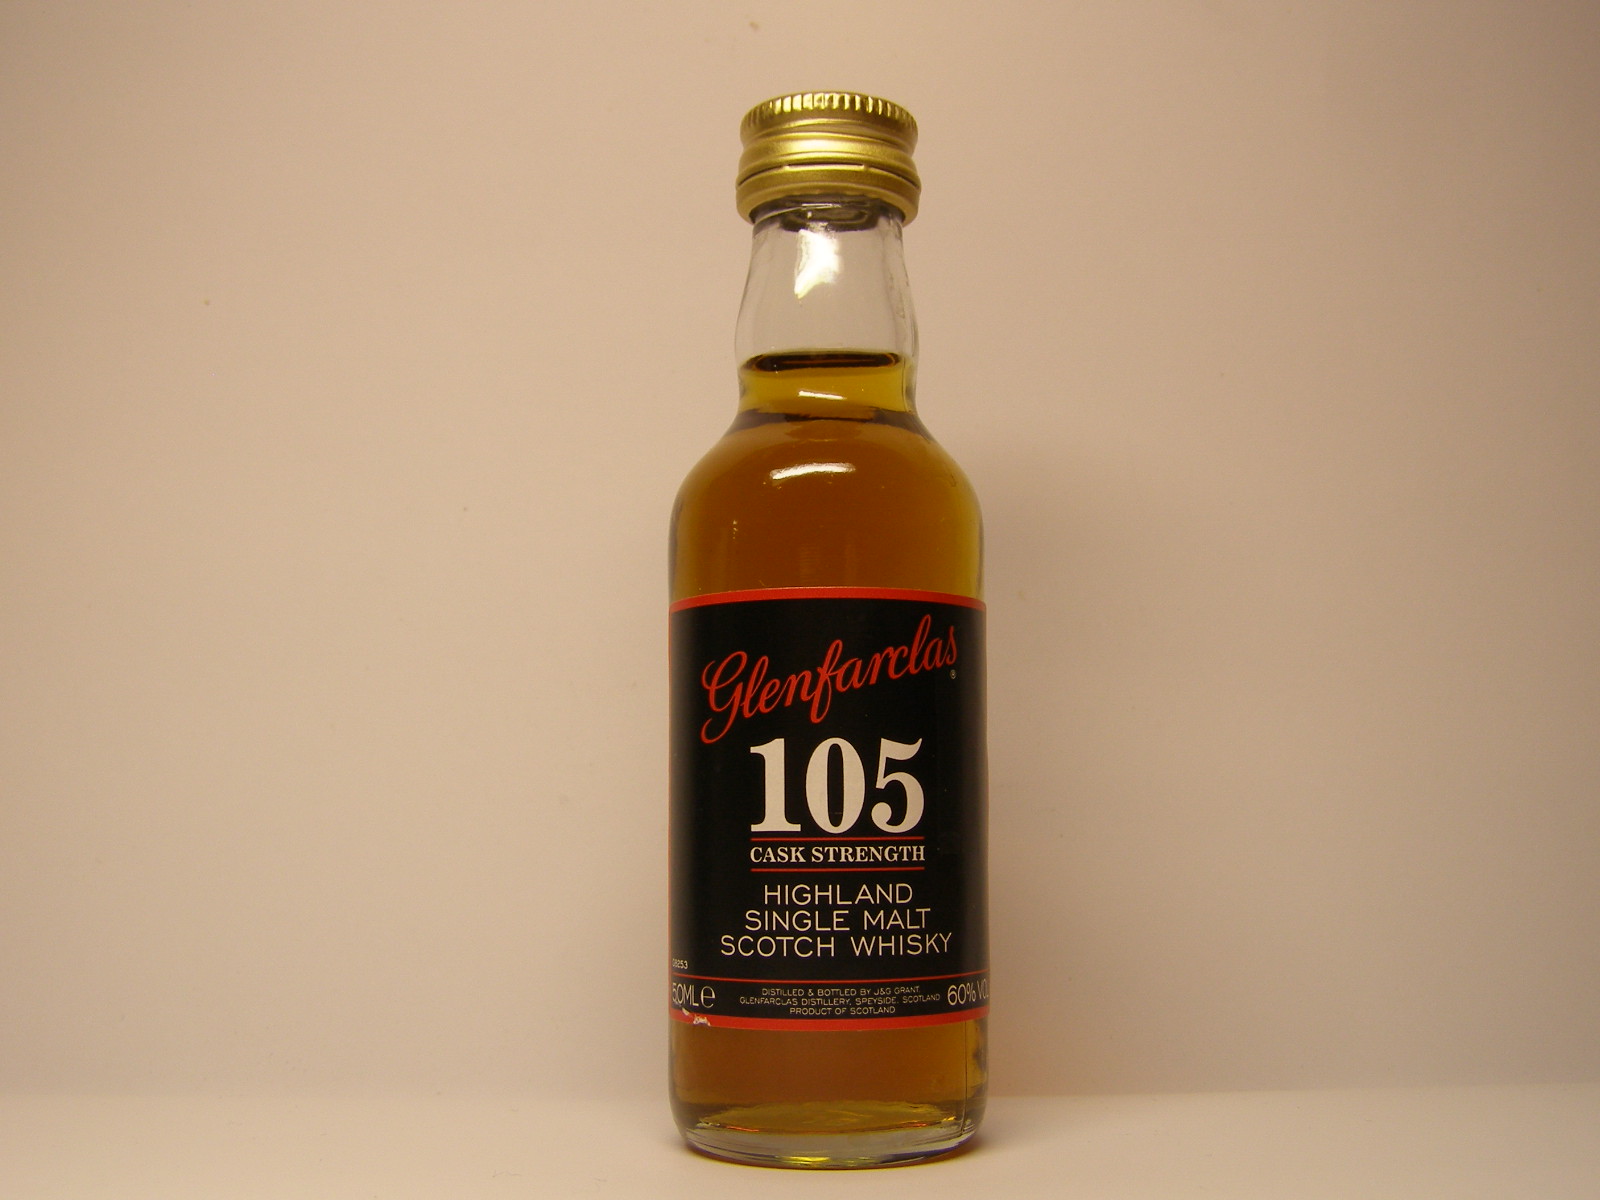 Glenfarclas ®
105
CASK STRENGTH
HIGHLAND
SINGLE MALT
SCOTCH WHISKY
08253
50ML e
DISTILLED & BOTTLED BY J&G GRANT,
GLENFARCLAS DISTILLERY, SPEYSIDE, SCOTLAND
PRODUCT OF SCOTLAND
60% VOL